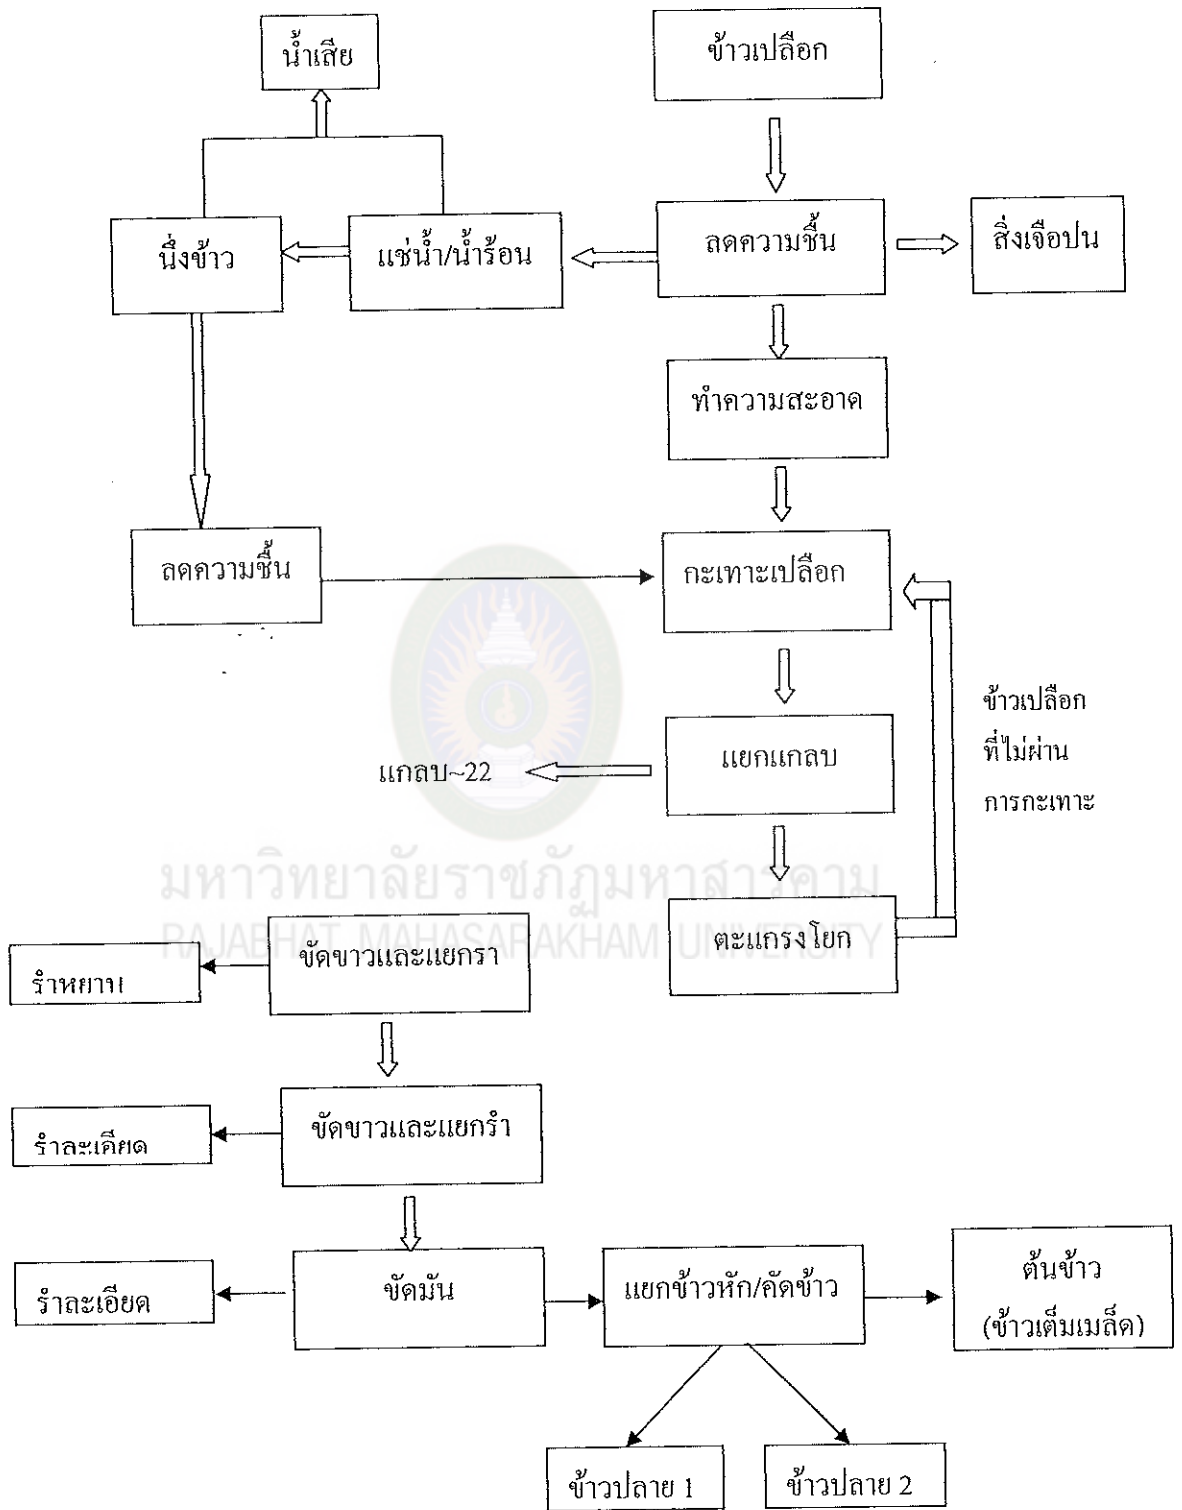 น้ำเสีย
ข้าวเปลือก
นึ่งข้าว
แช่น้ำ/น้ำร้อน
ลดความชื้น
สิ่งเจือปน
ทำความสะอาด
ลดความชื้น
กะเทาะเปลือก
ข้าวเปลือก
ที่ไม่ผ่าน
การกะเทาะ
แกลบ~22
แยกแกลบ
มหาวิทยาลัยราชภัฏมหาสารคาม
RAJABHAT MAHASARAKHAM UNIVERSITY
ตะแกรงโยก
รำหยาบ
ขัดขาวและแยกรา
รำละเอียด
ขัดขาวและแยกรำ
รำละเอียด
ขัดมัน
แยกข้าวหัก/คัดข้าว
ต้นข้าว
(ข้าวเต็มเมล็ด)
ข้าวปลาย 1
ข้าวปลาย 2